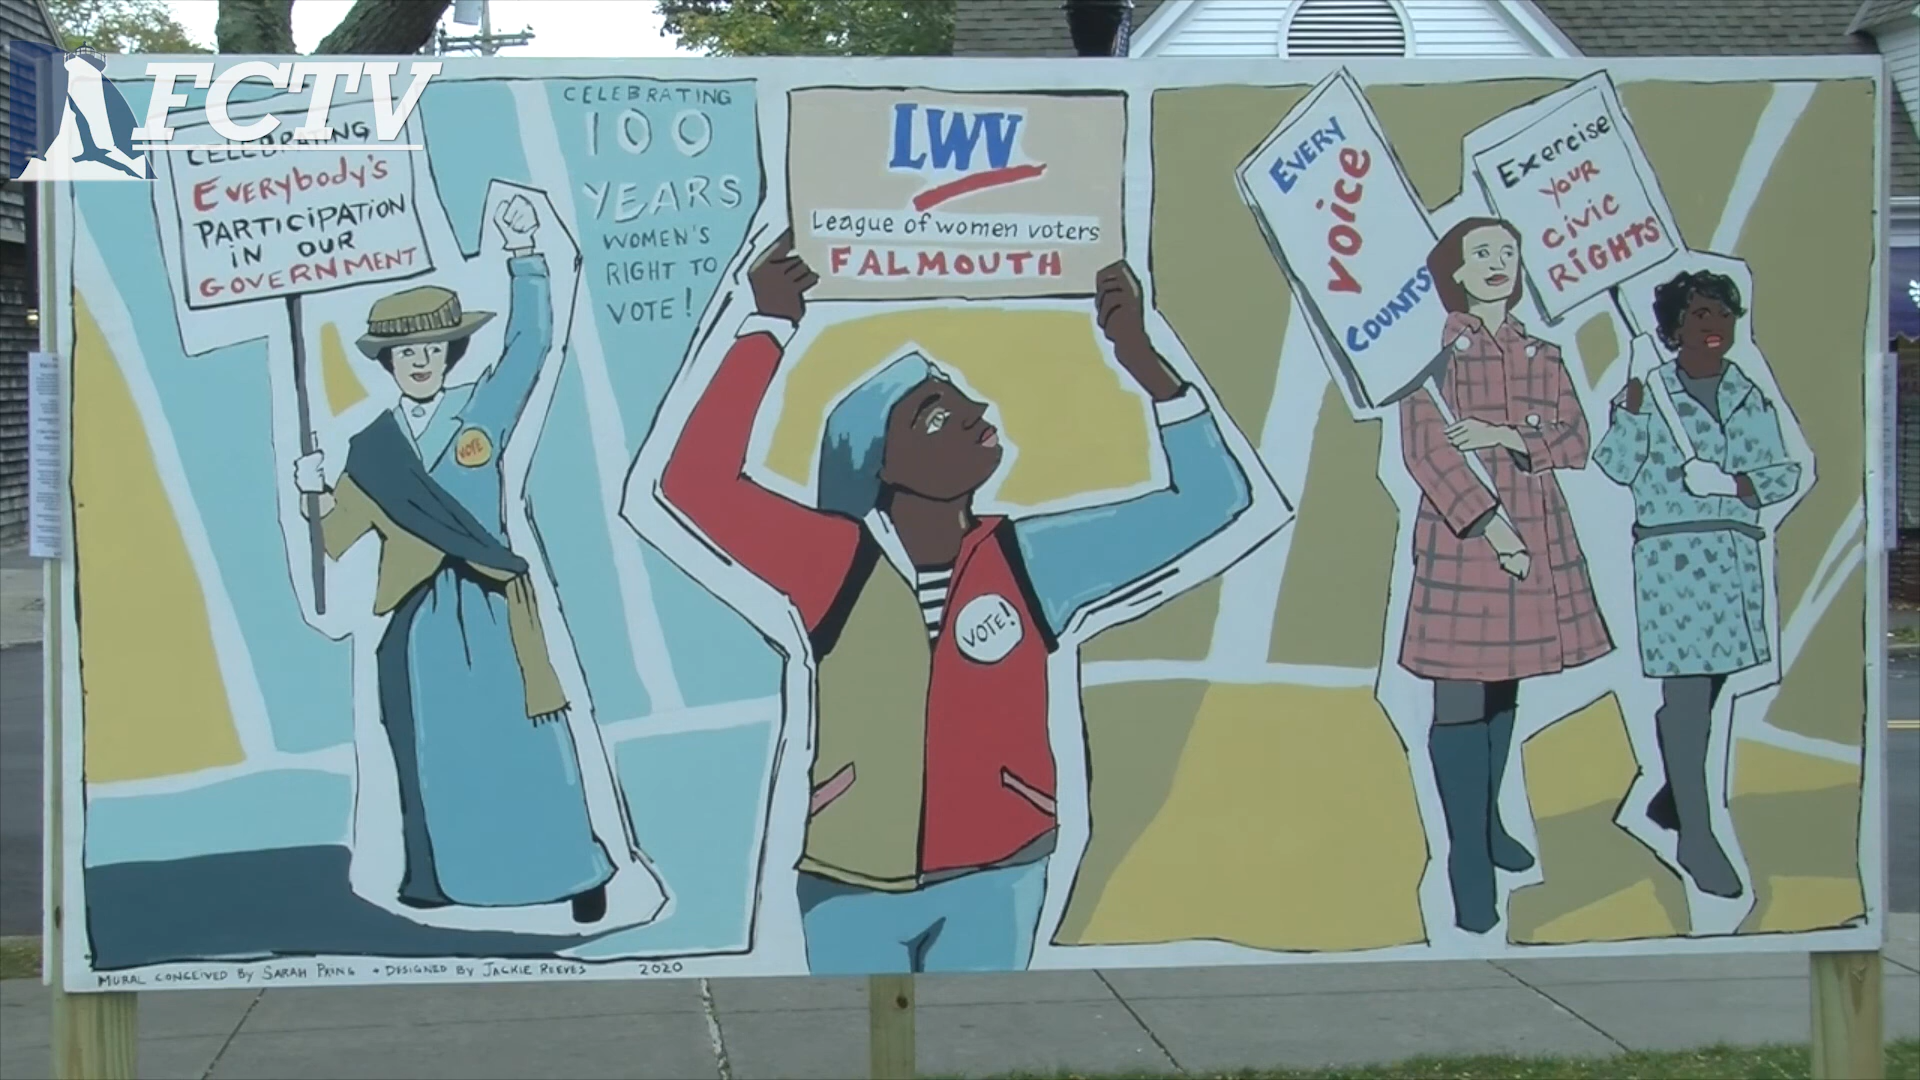 FCTV
CELEBRATING
EVERYBODY'S
PARTICIPATION
IN OUR
GOVERNMENT
VOTE
CELEBRATING
100
YEARS
WOMEN'S
RIGHT TO
VOTE!
LWV
League of women voters
FALMOUTH
VOTE!
EVERY
VOICE
COUNTS
Exercise
YOUR
CIVIC
RIGHTS
MURAL CONCEIVED BY SARAH PRING + DESIGNED BY JACKIE REEVES 2020